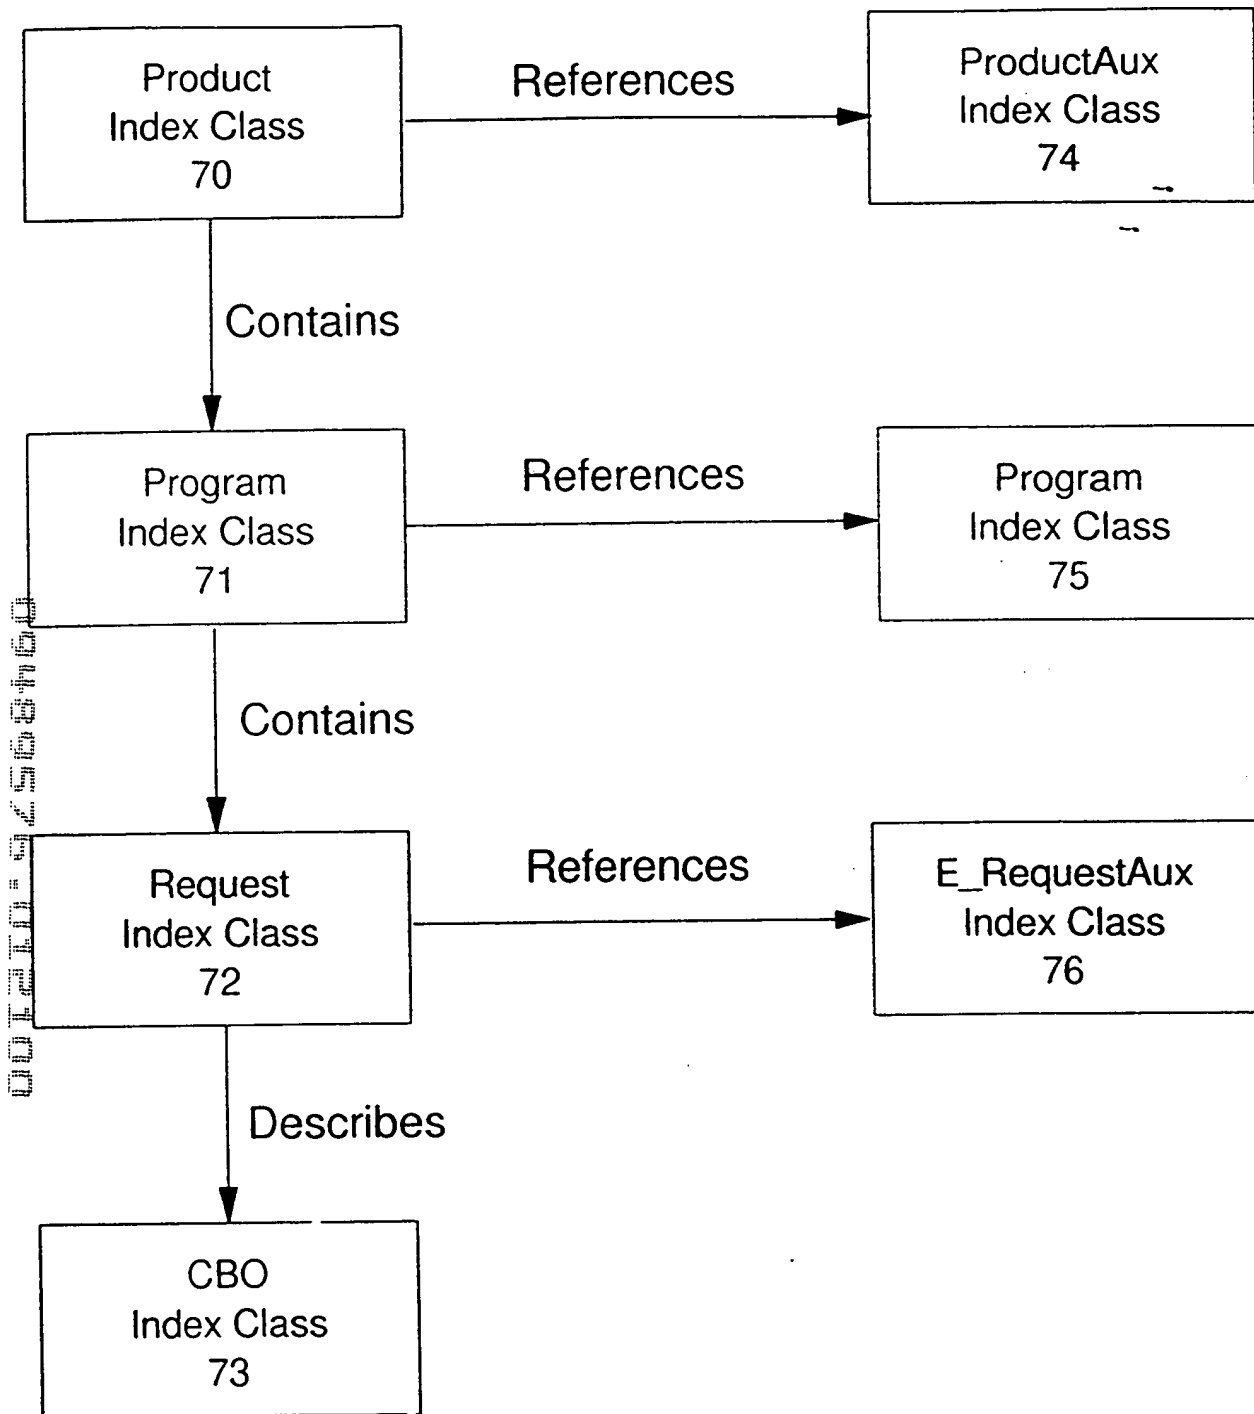 Product
Index Class
70
References
ProductAux
Index Class
74
Contains
Program
Index Class
71
References
Program
Index Class
75
Contains
Request
Index Class
72
References
E_RequestAux
Index Class
76
Describes
CBO
Index Class
73